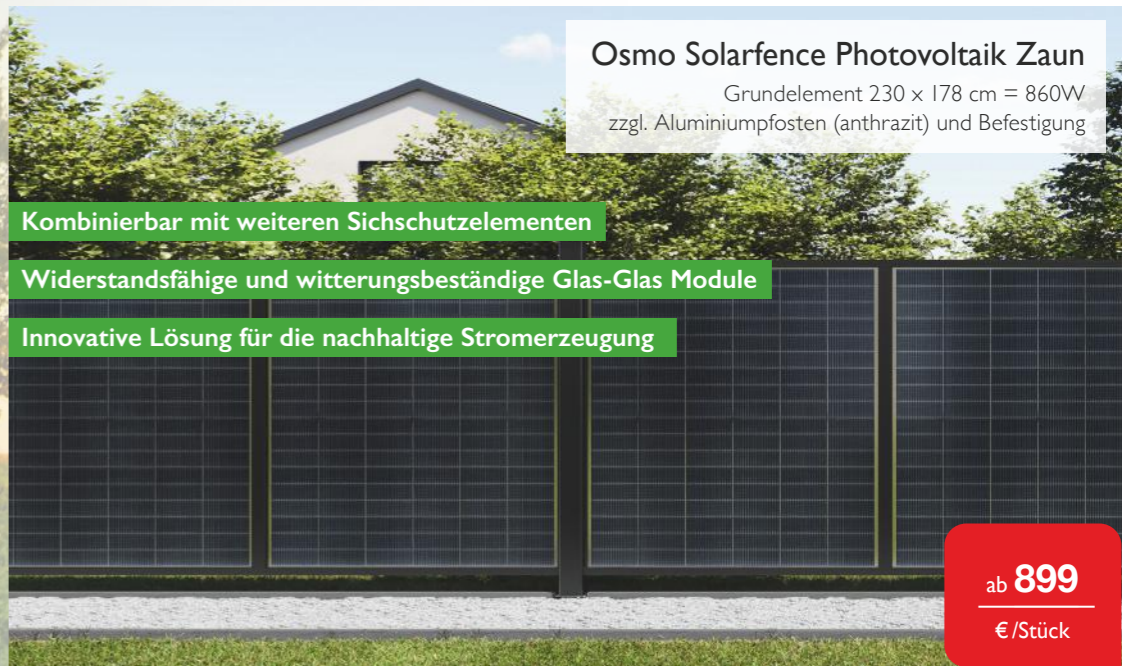 Osmo Solarfence Photovoltaik Zaun
Grundelement 230 x 178 cm = 860W
zzgl. Aluminiumpfosten (anthrazit) und Befestigung
Kombinierbar mit weiteren Sichschutzelementen
Widerstandsfähige und witterungsbeständige Glas-Glas Module
Innovative Lösung für die nachhaltige Stromerzeugung
ab 899
€/Stück